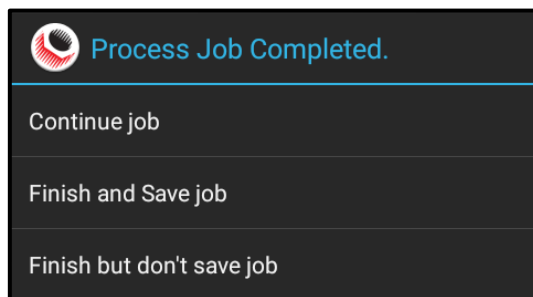 Process Job Completed.
Continue job
Finish and Save job
Finish but don't save job